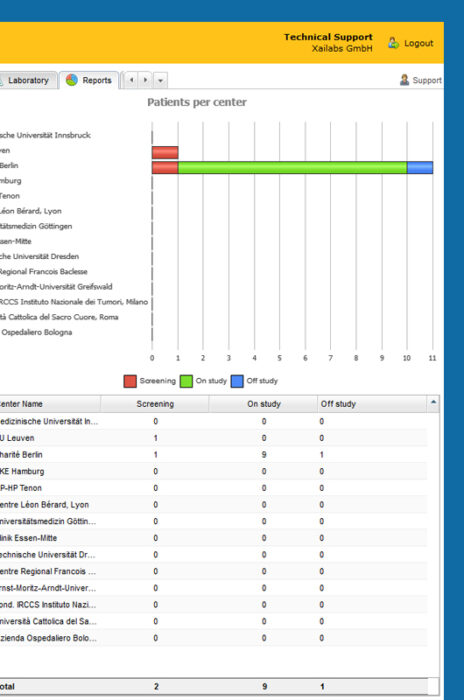 Technical Support
Xailabs GmbH
Logout
Laboratory
Reports
Support
Patients per center
sche Universität Innsbruck
ven
Berlin
mburg
Tenon
Léon Bérard, Lyon
tätsmedizin Göttingen
sen-Mitte
che Universität Dresden
Regional Francois Baclesse
oritz-Arndt-Universität Greifswald
RCCS Instituto Nazionale dei Tumori, Milano
tà Cattolica del Sacro Cuore, Roma
Ospedaliero Bologna
0 1 2 3 4 5 6 7 8 9 10 11
Screening On study Off study
enter Name Screening On study Off study
edizinische Universität In... 0 0 0
U Leuven 1 0 0
harité Berlin 1 9 1
KE Hamburg 0 0 0
P-HP Tenon 0 0 0
entre Léon Bérard, Lyon 0 0 0
niversitätsmedizin Göttin... 0 0 0
linik Essen-Mitte 0 0 0
echnische Universität Dr... 0 0 0
entre Regional Francois ... 0 0 0
rnst-Moritz-Arndt-Univer... 0 0 0
ond. IRCCS Instituto Nazi... 0 0 0
niversità Cattolica del Sa... 0 0 0
zienda Ospedaliero Bolo... 0 0 0
otal 2 9 1